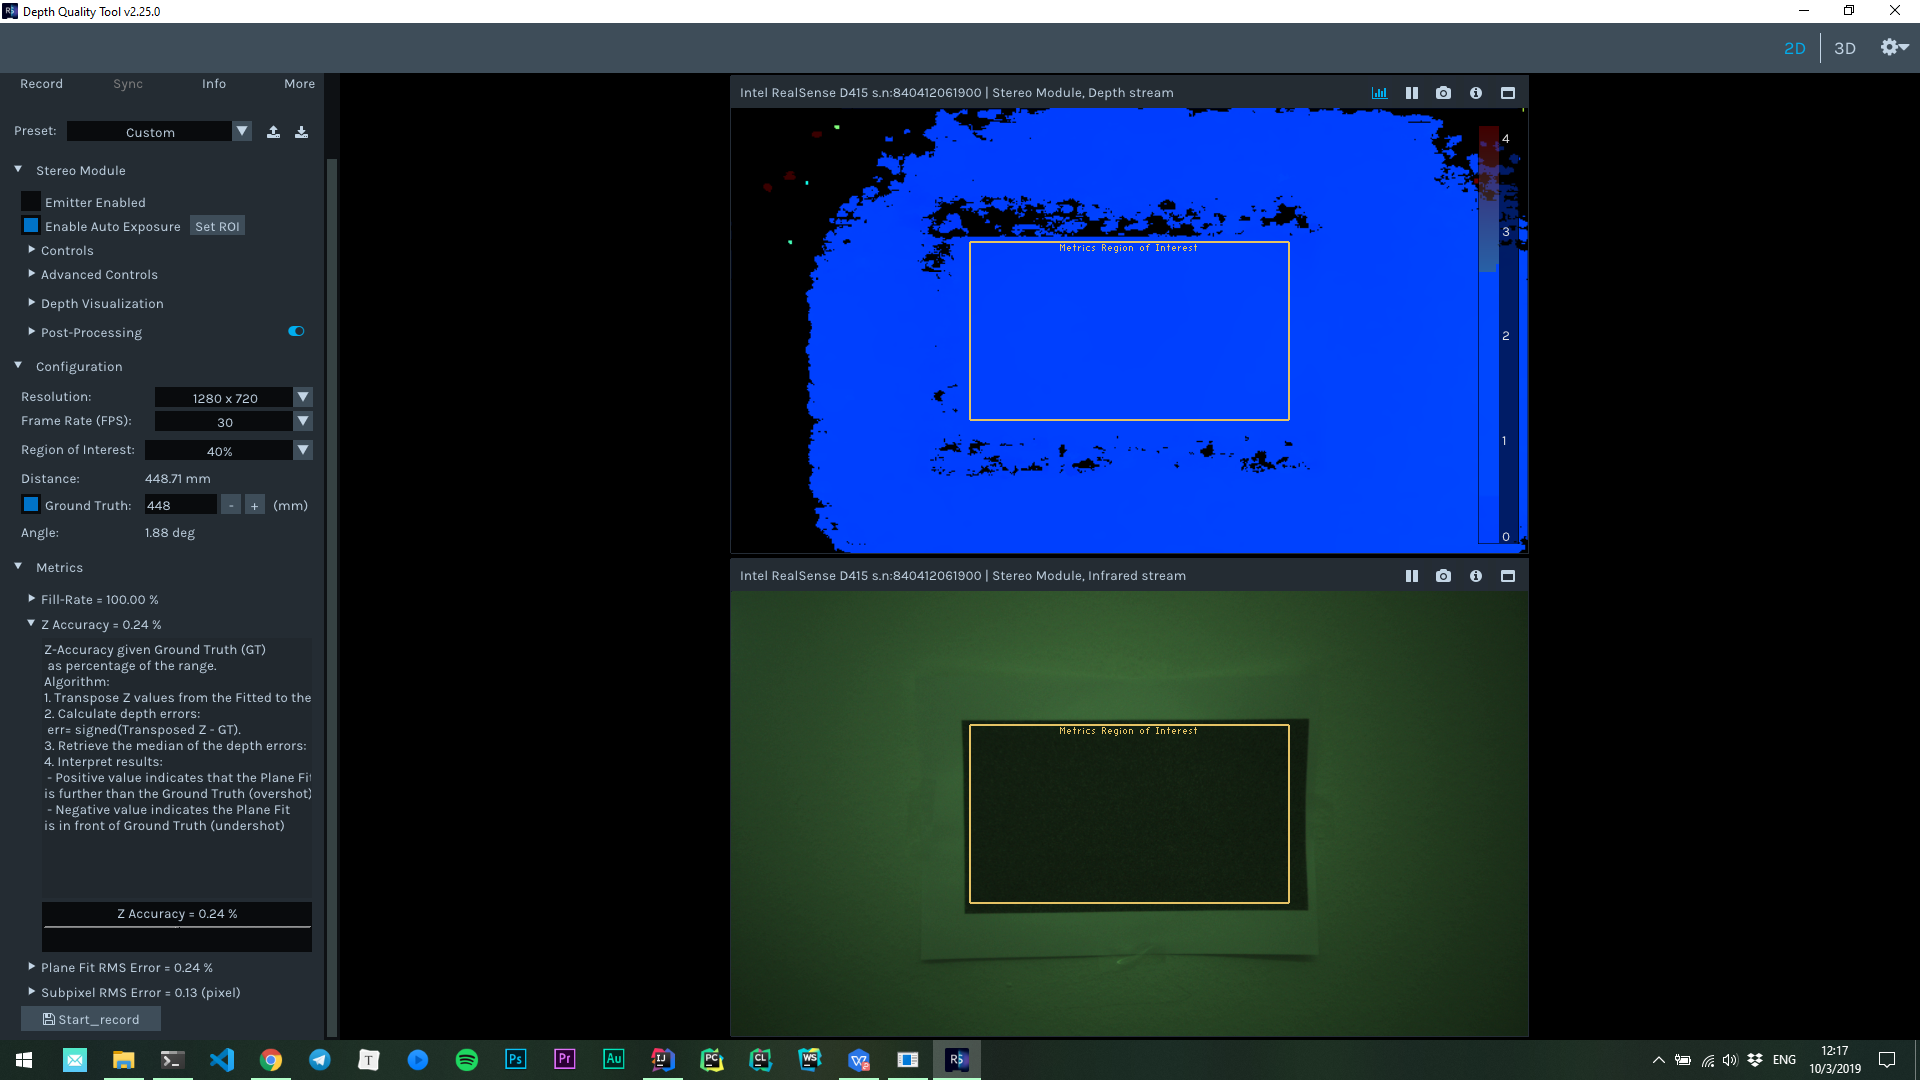 Depth Quality Tool v2.25.0
2D
3D
Record
Sync
Info
More
Preset:
Custom
Stereo Module
Emitter Enabled
Enable Auto Exposure
Set ROI
Controls
Advanced Controls
Depth Visualization
Post-Processing
Configuration
Resolution:
1280 x 720
Frame Rate (FPS):
30
Region of Interest:
40%
Distance:
448.71 mm
Ground Truth:
448
-
+
(mm)
Angle:
1.88 deg
Metrics
Fill-Rate = 100.00 %
Z Accuracy = 0.24 %
Z-Accuracy given Ground Truth (GT)
as percentage of the range.
Algorithm:
1. Transpose Z values from the Fitted to the
2. Calculate depth errors:
err= signed(Transposed Z - GT).
3. Retrieve the median of the depth errors:
4. Interpret results:
- Positive value indicates that the Plane Fit
is further than the Ground Truth (overshot)
- Negative value indicates the Plane Fit
is in front of Ground Truth (undershot)
Z Accuracy = 0.24 %
Plane Fit RMS Error = 0.24 %
Subpixel RMS Error = 0.13 (pixel)
Start_record
Intel RealSense D415 s.n:840412061900 | Stereo Module, Depth stream
Metrics Region of Interest
4
3
2
1
0
Intel RealSense D415 s.n:840412061900 | Stereo Module, Infrared stream
Metrics Region of Interest
T
Ps
Pr
Au
IJ
PC
CL
WS
RS
ENG
12:17
10/3/2019